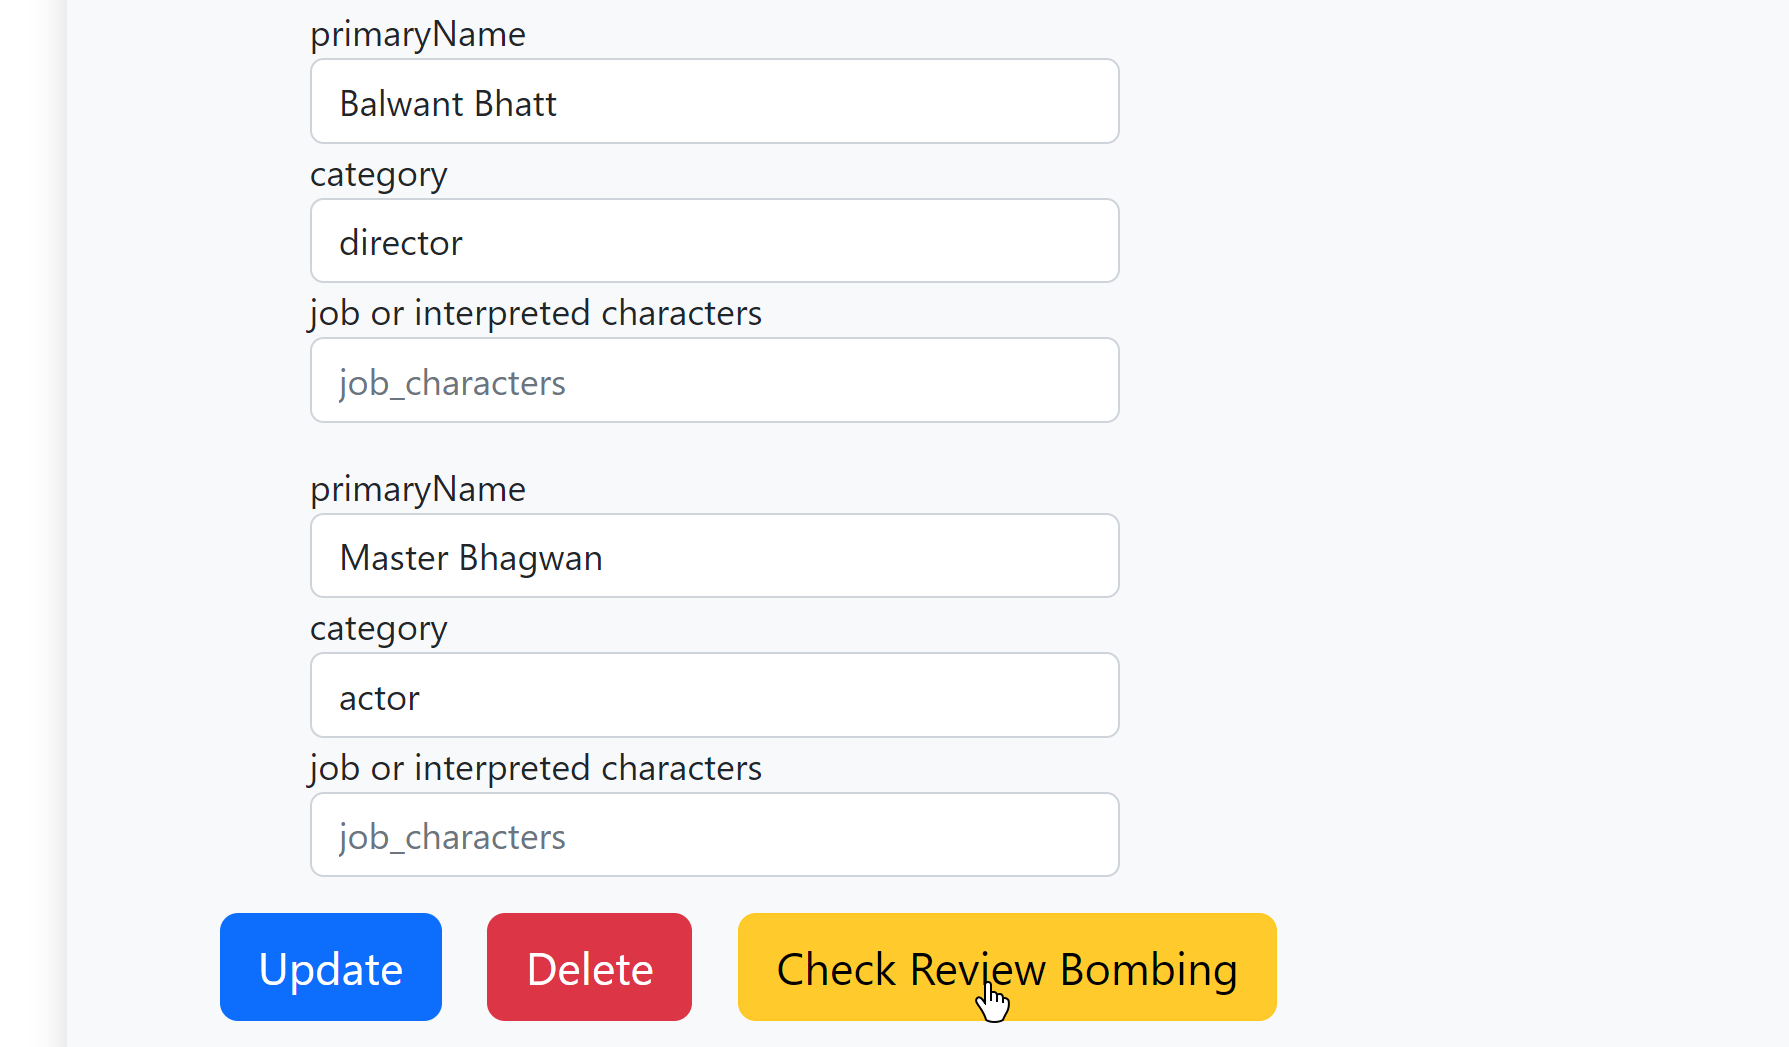 primaryName
Balwant Bhatt
category
director
job or interpreted characters
job_characters
primaryName
Master Bhagwan
category
actor
job or interpreted characters
job_characters
Update Delete Check Review Bombing